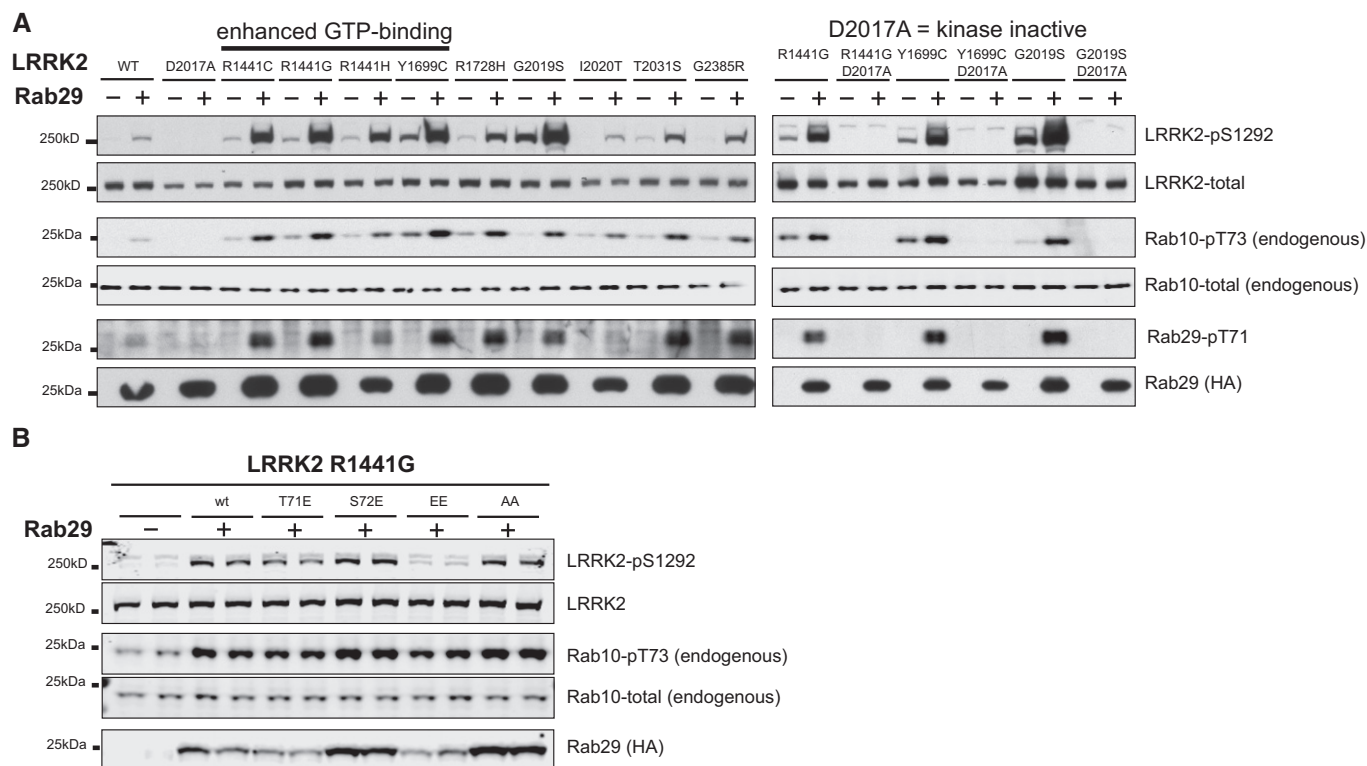 A
enhanced GTP-binding
D2017A = kinase inactive
LRRK2 WT D2017A R1441C R1441G R1441H Y1699C R1728H G2019S I2020T T2031S G2385R
R1441G R1441G D2017A Y1699C Y1699C D2017A G2019S G2019S D2017A
Rab29 − + − + − + − + − + − + − + − + − + − + − + − + − + − + − + − + − +
250kD LRRK2-pS1292
250kD LRRK2-total
25kDa Rab10-pT73 (endogenous)
25kDa Rab10-total (endogenous)
25kDa Rab29-pT71
25kDa Rab29 (HA)
B
LRRK2 R1441G
wt T71E S72E EE AA
Rab29 − + + + + +
250kD LRRK2-pS1292
250kD LRRK2
25kDa Rab10-pT73 (endogenous)
25kDa Rab10-total (endogenous)
25kDa Rab29 (HA)